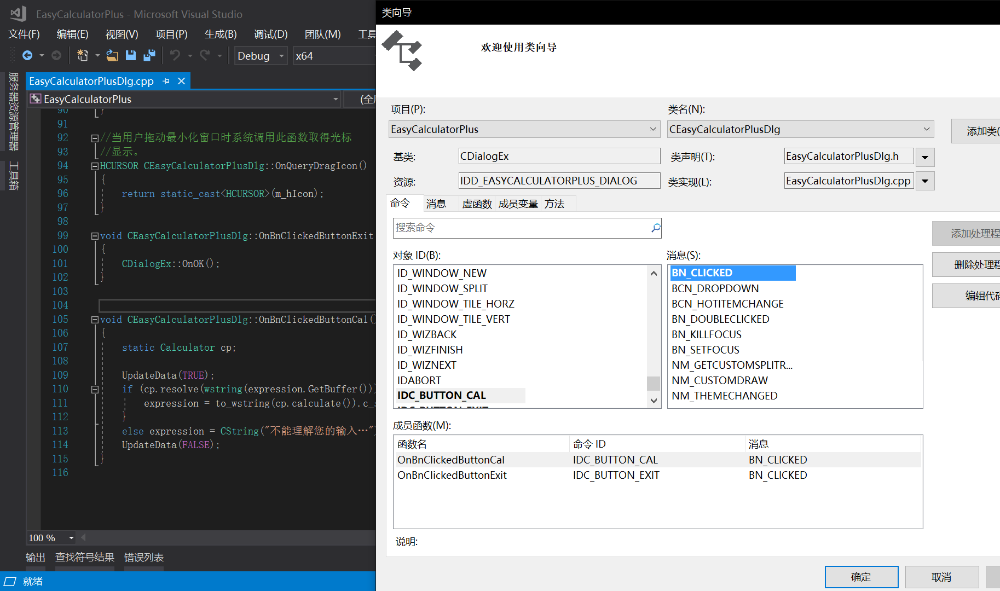 EasyCalculatorPlus - Microsoft Visual Studio
文件(F) 编辑(E) 视图(V) 项目(P) 生成(B) 调试(D) 团队(M) 工具
Debug x64
服务器资源管理器
工具箱
EasyCalculatorPlusDlg.cpp
EasyCalculatorPlus (全
90 }
91
92 //当用户拖动最小化窗口时系统调用此函数取得光标
93 //显示。
94 HCURSOR CEasyCalculatorPlusDlg::OnQueryDragIcon()
95 {
96 return static_cast<HCURSOR>(m_hIcon);
97 }
98
99 void CEasyCalculatorPlusDlg::OnBnClickedButtonExit
100 {
101 CDialogEx::OnOK();
102 }
103
104
105 void CEasyCalculatorPlusDlg::OnBnClickedButtonCal()
106 {
107 static Calculator cp;
108
109 UpdateData(TRUE);
110 if (cp.resolve(wstring(expression.GetBuffer()))
111 expression = to_wstring(cp.calculate()).c_s
112 }
113 else expression = CString("不能理解您的输入…")
114 UpdateData(FALSE);
115 }
116
100 %
输出 查找符号结果 错误列表
就绪
类向导
欢迎使用类向导
项目(P): 类名(N):
EasyCalculatorPlus CEasyCalculatorPlusDlg 添加类(
基类: CDialogEx 类声明(T): EasyCalculatorPlusDlg.h
资源: IDD_EASYCALCULATORPLUS_DIALOG 类实现(L): EasyCalculatorPlusDlg.cpp
命令 消息 虚函数 成员变量 方法
搜索命令
添加处理程
删除处理程
编辑代码
对象 ID(B):
ID_WINDOW_NEW
ID_WINDOW_SPLIT
ID_WINDOW_TILE_HORZ
ID_WINDOW_TILE_VERT
ID_WIZBACK
ID_WIZFINISH
ID_WIZNEXT
IDABORT
IDC_BUTTON_CAL
IDC_BUTTON_EXIT
消息(S):
BN_CLICKED
BCN_DROPDOWN
BCN_HOTITEMCHANGE
BN_DOUBLECLICKED
BN_KILLFOCUS
BN_SETFOCUS
NM_GETCUSTOMSPLITR...
NM_CUSTOMDRAW
NM_THEMECHANGED
成员函数(M):
函数名 命令 ID 消息
OnBnClickedButtonCal IDC_BUTTON_CAL BN_CLICKED
OnBnClickedButtonExit IDC_BUTTON_EXIT BN_CLICKED
说明:
确定 取消